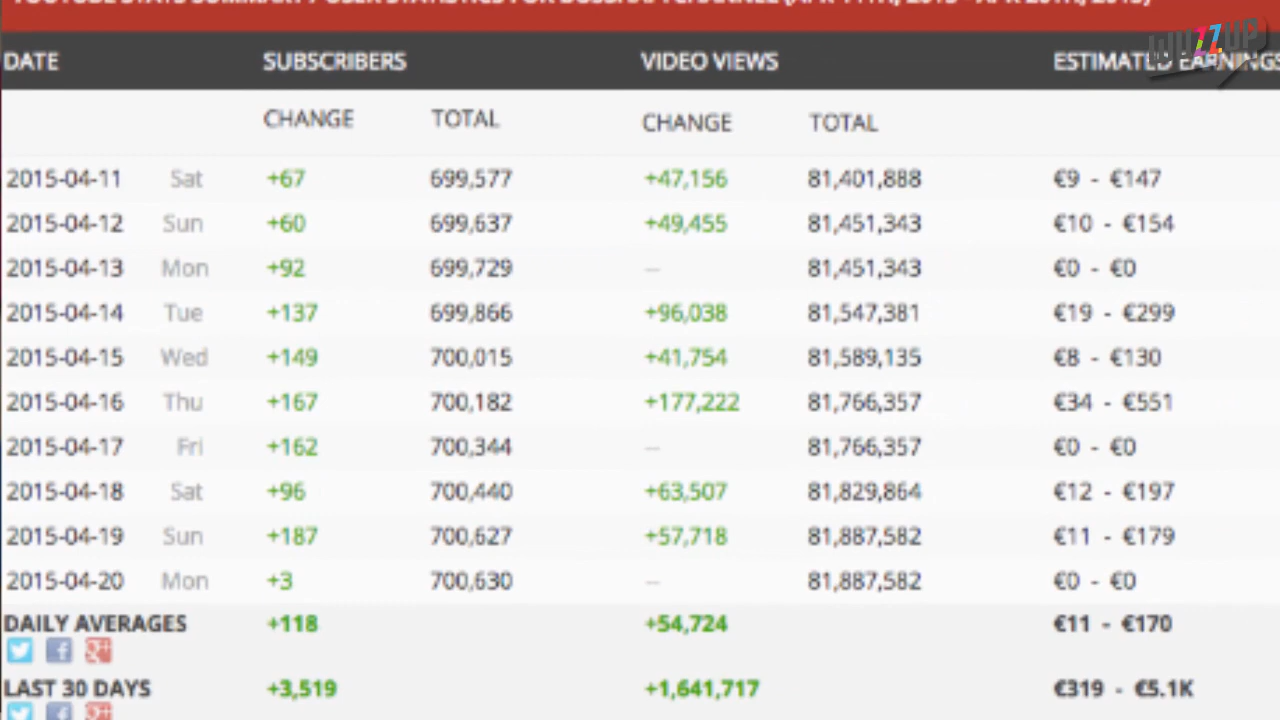 DATE SUBSCRIBERS VIDEO VIEWS ESTIMATED EARNINGS
CHANGE TOTAL CHANGE TOTAL
2015-04-11 Sat +67 699,577 +47,156 81,401,888 €9 - €147
2015-04-12 Sun +60 699,637 +49,455 81,451,343 €10 - €154
2015-04-13 Mon +92 699,729 -- 81,451,343 €0 - €0
2015-04-14 Tue +137 699,866 +96,038 81,547,381 €19 - €299
2015-04-15 Wed +149 700,015 +41,754 81,589,135 €8 - €130
2015-04-16 Thu +167 700,182 +177,222 81,766,357 €34 - €551
2015-04-17 Fri +162 700,344 -- 81,766,357 €0 - €0
2015-04-18 Sat +96 700,440 +63,507 81,829,864 €12 - €197
2015-04-19 Sun +187 700,627 +57,718 81,887,582 €11 - €179
2015-04-20 Mon +3 700,630 -- 81,887,582 €0 - €0
DAILY AVERAGES +118 +54,724 €11 - €170
LAST 30 DAYS +3,519 +1,641,717 €319 - €5.1K
WUZZUP